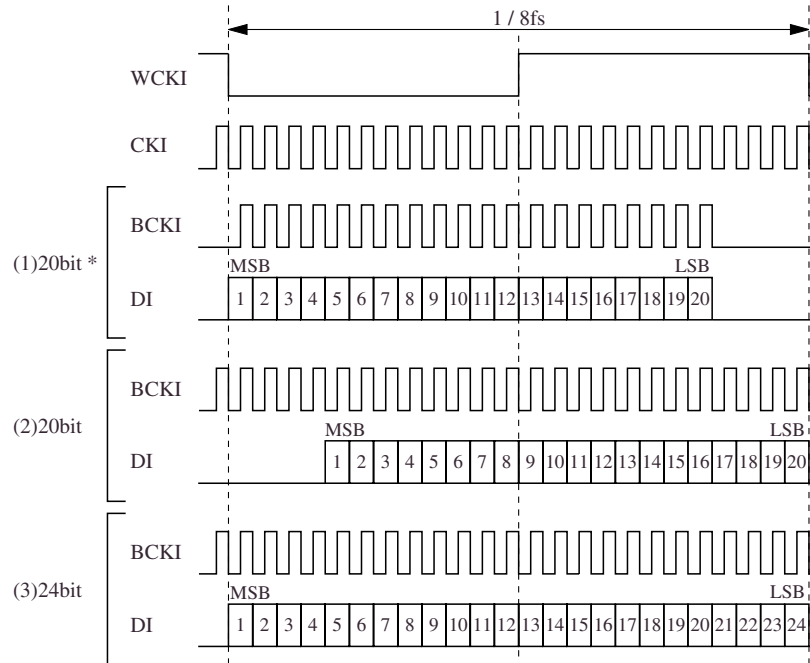 1 / 8fs
WCKI
CKI
(1)20bit *
BCKI
MSB LSB
DI 1 2 3 4 5 6 7 8 9 10 11 12 13 14 15 16 17 18 19 20
(2)20bit
BCKI
MSB LSB
DI 1 2 3 4 5 6 7 8 9 10 11 12 13 14 15 16 17 18 19 20
(3)24bit
BCKI
MSB LSB
DI 1 2 3 4 5 6 7 8 9 10 11 12 13 14 15 16 17 18 19 20 21 22 23 24